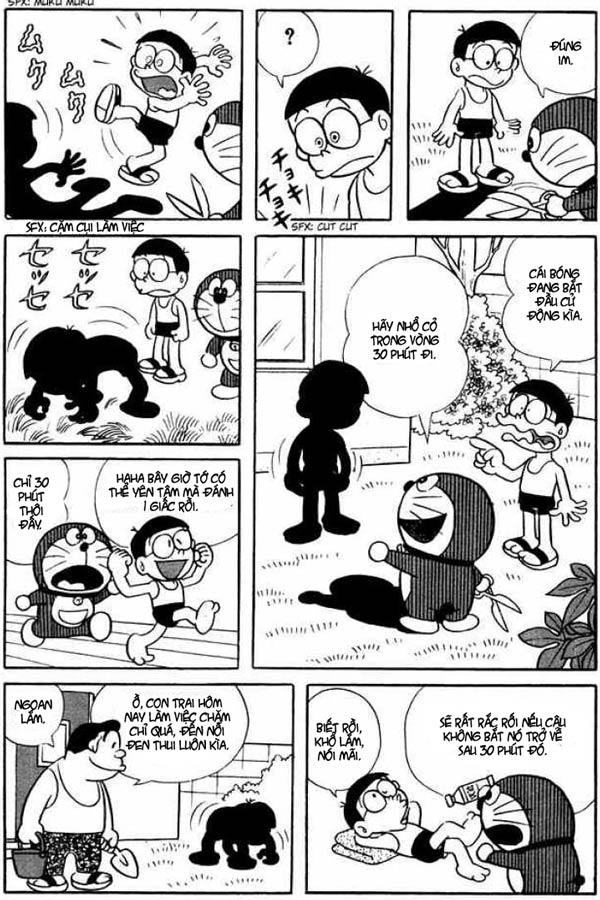 ĐÚNG
IM.
?
チョキ
チョキ
SFX: CUT CUT
SFX: MUKU MUKU
ムク
ムク
CÁI BÓNG
ĐANG BẮT
ĐẦU CỬ
ĐỘNG KÌA.
HÃY NHỔ CỎ
TRONG VÒNG
30 PHÚT ĐI.
SFX: CẶM CỤI LÀM VIỆC
セッセ
セッセ
HAHA BÂY GIỜ TỚ CÓ
THỂ YÊN TÂM MÀ ĐÁNH
1 GIẤC RỒI.
CHỈ 30
PHÚT
THÔI
ĐẤY.
SẼ RẤT RẮC RỐI NẾU CẬU
KHÔNG BẮT NÓ TRỞ VỀ
SAU 30 PHÚT ĐÓ.
BIẾT RỒI,
KHỔ LẮM,
NÓI MÃI.
Ồ, CON TRAI HÔM
NAY LÀM VIỆC CHĂM
CHỈ QUÁ, ĐẾN NỖI
ĐEN THUI LUÔN KÌA.
NGOAN
LẮM.